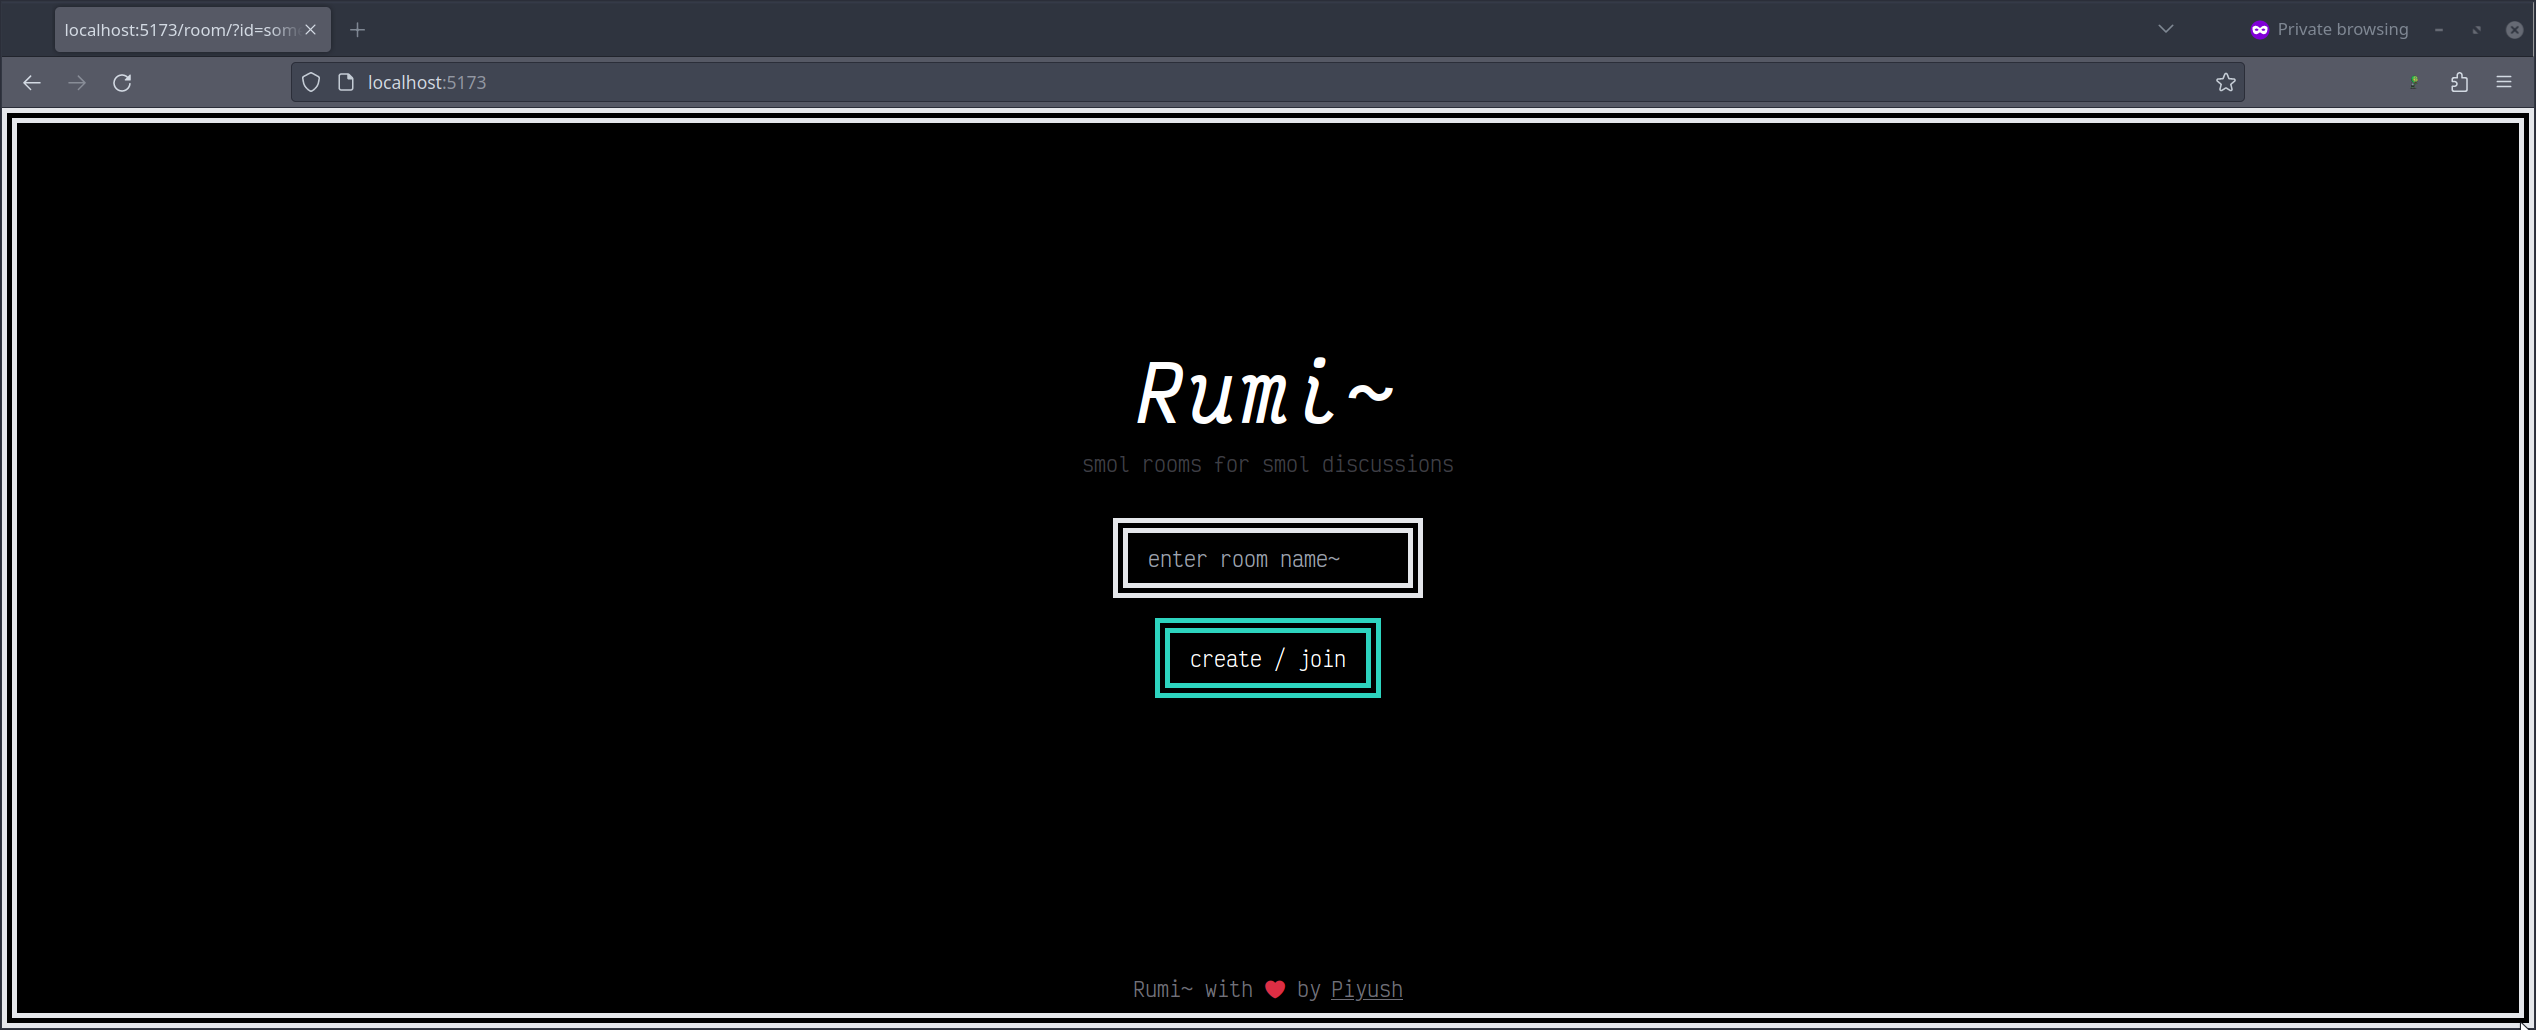 localhost:5173/room/?id=som
Private browsing
localhost:5173
Rumi~
smol rooms for smol discussions
enter room name~
create / join
Rumi~ with ❤ by Piyush